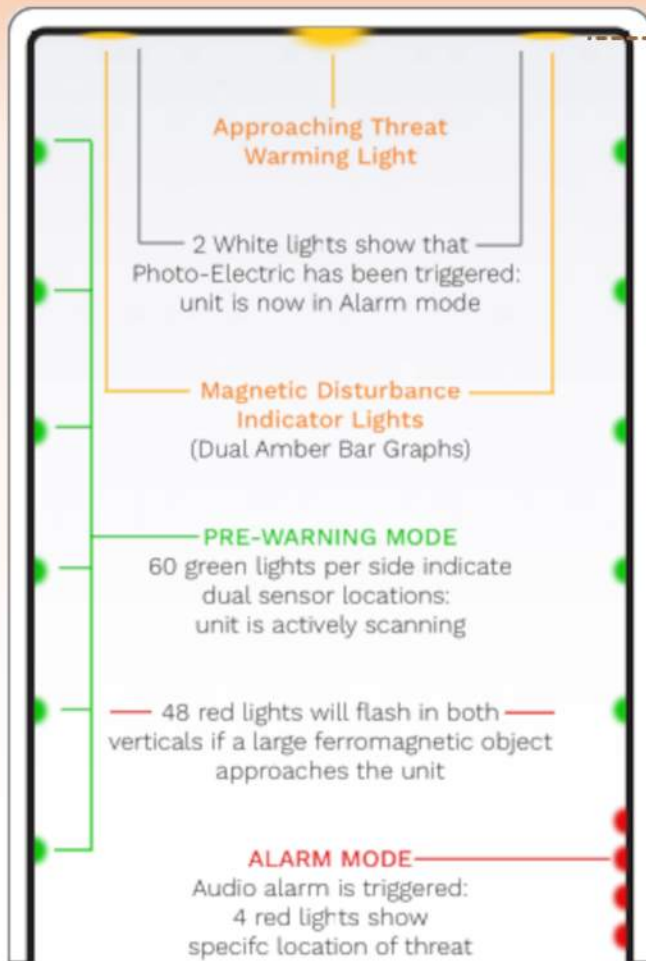 Approaching Threat
Warming Light
2 White lights show that
Photo-Electric has been triggered:
unit is now in Alarm mode
Magnetic Disturbance
Indicator Lights
(Dual Amber Bar Graphs)
PRE-WARNING MODE
60 green lights per side indicate
dual sensor locations:
unit is actively scanning
48 red lights will flash in both
verticals if a large ferromagnetic object
approaches the unit
ALARM MODE
Audio alarm is triggered:
4 red lights show
specifc location of threat